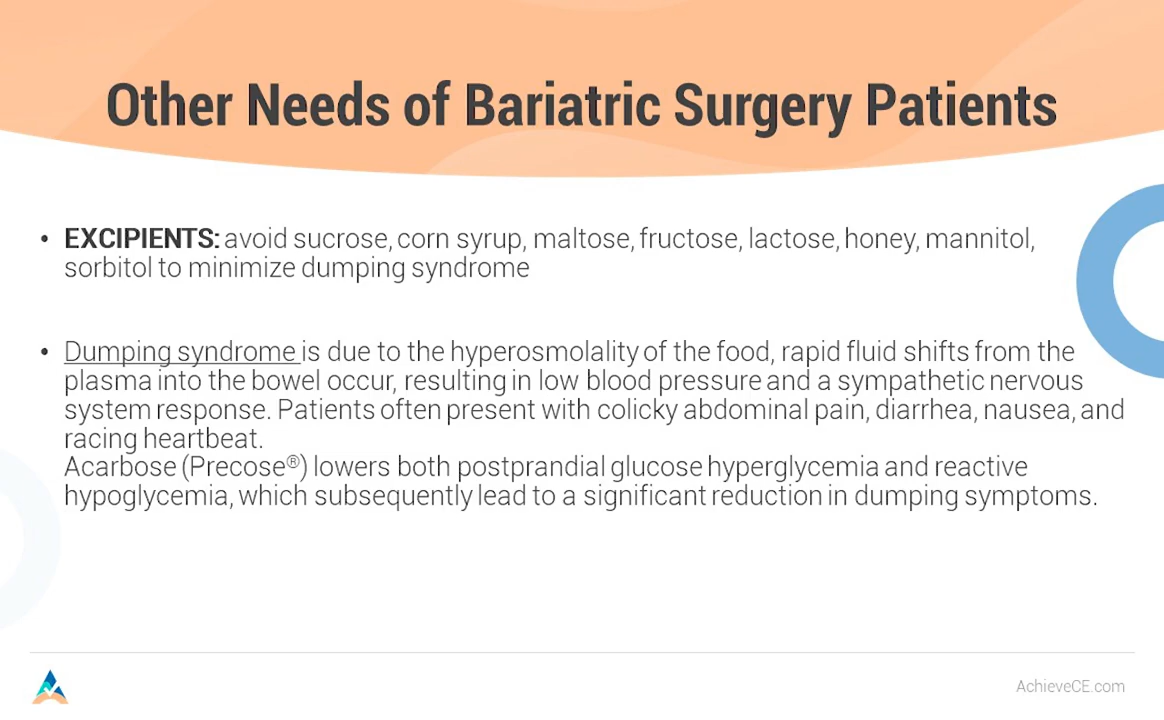 Other Needs of Bariatric Surgery Patients
• EXCIPIENTS: avoid sucrose, corn syrup, maltose, fructose, lactose, honey, mannitol,
sorbitol to minimize dumping syndrome
• Dumping syndrome is due to the hyperosmolality of the food, rapid fluid shifts from the
plasma into the bowel occur, resulting in low blood pressure and a sympathetic nervous
system response. Patients often present with colicky abdominal pain, diarrhea, nausea, and
racing heartbeat.
Acarbose (Precose®) lowers both postprandial glucose hyperglycemia and reactive
hypoglycemia, which subsequently lead to a significant reduction in dumping symptoms.
AchieveCE.com